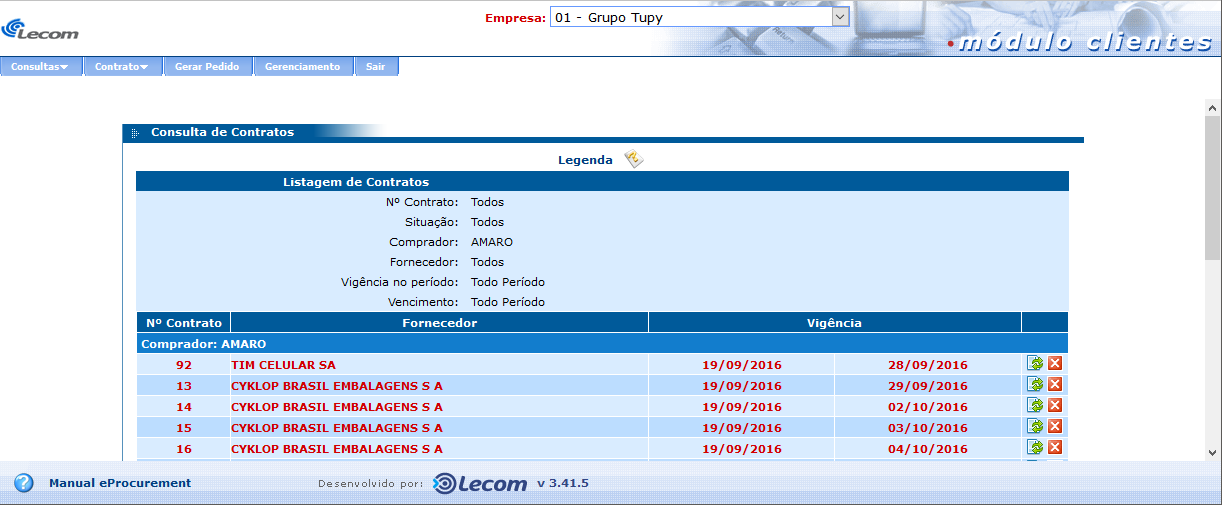 Empresa: 01 - Grupo Tupy
Lecom
módulo clientes
Consultas Contrato Gerar Pedido Gerenciamento Sair
Consulta de Contratos
Legenda
Listagem de Contratos
Nº Contrato: Todos
Situação: Todos
Comprador: AMARO
Fornecedor: Todos
Vigência no período: Todo Período
Vencimento: Todo Período
Nº Contrato Fornecedor Vigência
Comprador: AMARO
92 TIM CELULAR SA 19/09/2016 28/09/2016
13 CYKLOP BRASIL EMBALAGENS S A 19/09/2016 29/09/2016
14 CYKLOP BRASIL EMBALAGENS S A 19/09/2016 02/10/2016
15 CYKLOP BRASIL EMBALAGENS S A 19/09/2016 03/10/2016
16 CYKLOP BRASIL EMBALAGENS S A 19/09/2016 04/10/2016
? Manual eProcurement Desenvolvido por: Lecom v 3.41.5